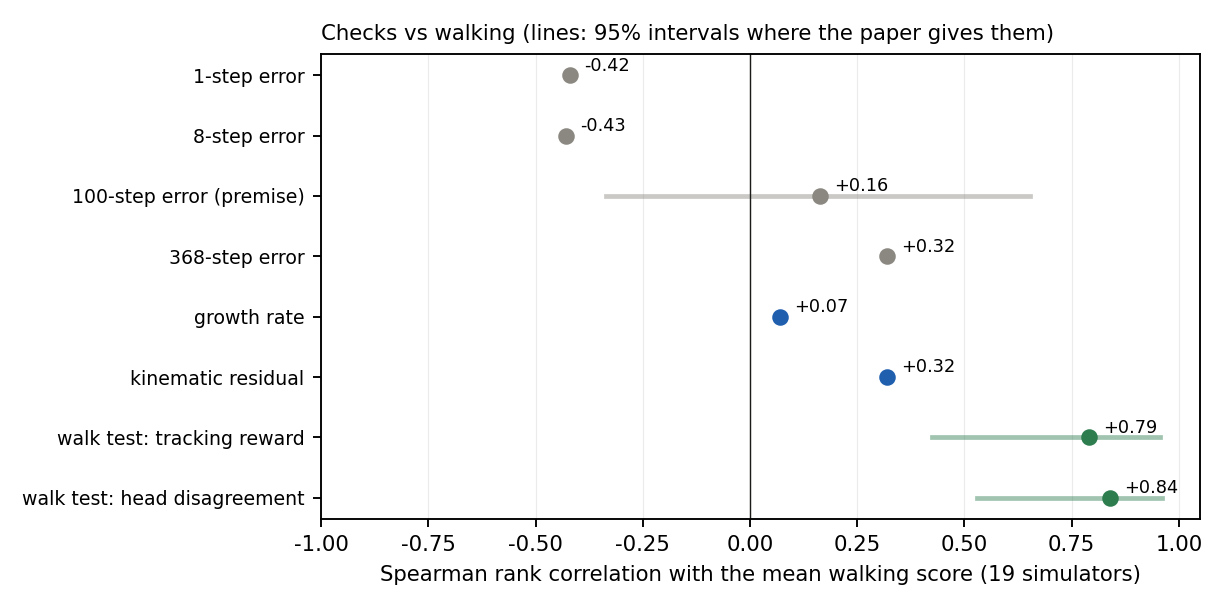 Checks vs walking (lines: 95% intervals where the paper gives them)
1-step error
-0.42
8-step error
-0.43
100-step error (premise)
+0.16
368-step error
+0.32
growth rate
+0.07
kinematic residual
+0.32
walk test: tracking reward
+0.79
walk test: head disagreement
+0.84
-1.00 -0.75 -0.50 -0.25 0.00 0.25 0.50 0.75 1.00
Spearman rank correlation with the mean walking score (19 simulators)